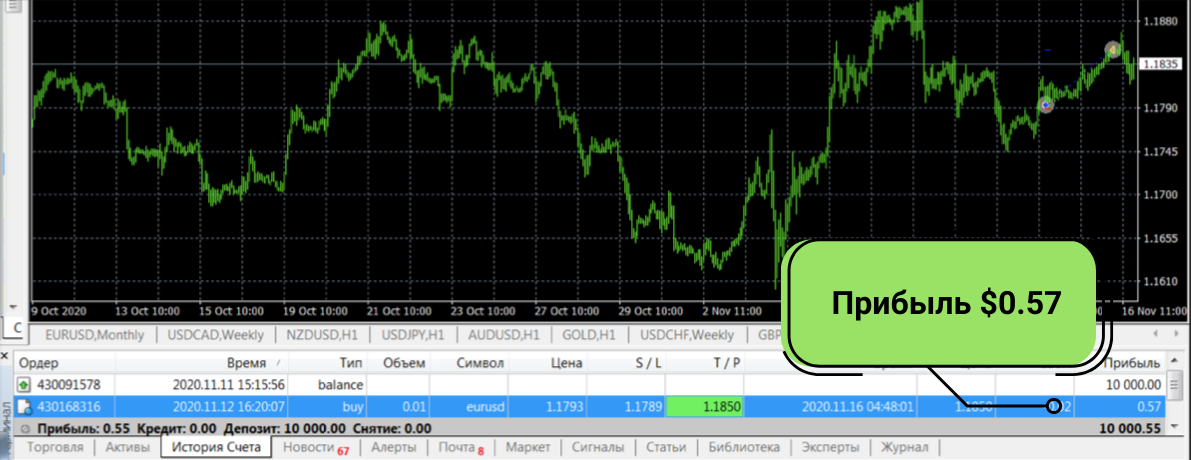 1.1880
1.1835
1.1790
1.1745
1.1700
1.1655
1.1610
9 Oct 2020 13 Oct 10:00 15 Oct 10:00 19 Oct 10:00 21 Oct 10:00 23 Oct 10:00 27 Oct 10:00 29 Oct 10:00 2 Nov 11:00 16 Nov 11:00
Прибыль $0.57
С EURUSD,Monthly USDCAD,Weekly NZDUSD,H1 USDJPY,H1 AUDUSD,H1 GOLD,H1 USDCHF,Weekly GBP
Ордер Время / Тип Объем Символ Цена S / L T / P Прибыль
430091578 2020.11.11 15:15:56 balance 10 000.00
430168316 2020.11.12 16:20:07 buy 0.01 eurusd 1.1793 1.1789 1.1850 2020.11.16 04:48:01 1.1850 0.57
Прибыль: 0.55 Кредит: 0.00 Депозит: 10 000.00 Снятие: 0.00 10 000.55
Торговля Активы История Счета Новости 67 Алерты Почта 8 Маркет Сигналы Статьи Библиотека Эксперты Журнал